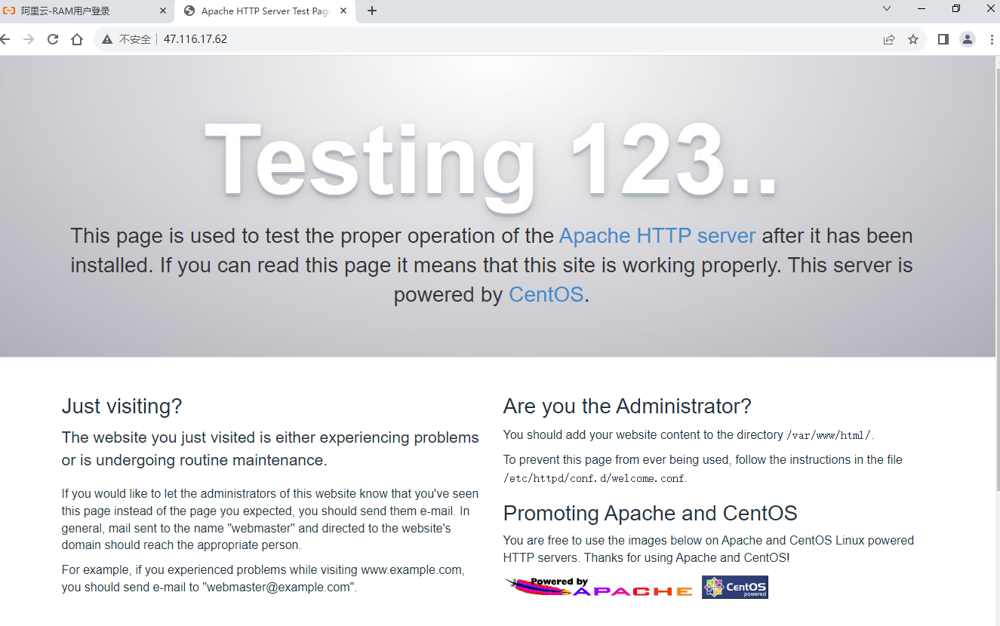 阿里云-RAM用户登录
Apache HTTP Server Test Pag
不安全
47.116.17.62
Testing 123..
This page is used to test the proper operation of the Apache HTTP server after it has been
installed. If you can read this page it means that this site is working properly. This server is
powered by CentOS.
Just visiting?
The website you just visited is either experiencing problems
or is undergoing routine maintenance.
If you would like to let the administrators of this website know that you've seen
this page instead of the page you expected, you should send them e-mail. In
general, mail sent to the name "webmaster" and directed to the website's
domain should reach the appropriate person.
For example, if you experienced problems while visiting www.example.com,
you should send e-mail to "webmaster@example.com".
Are you the Administrator?
You should add your website content to the directory /var/www/html/.
To prevent this page from ever being used, follow the instructions in the file
/etc/httpd/conf.d/welcome.conf.
Promoting Apache and CentOS
You are free to use the images below on Apache and CentOS Linux powered
HTTP servers. Thanks for using Apache and CentOS!
Powered by
APACHE
CentOS
powered